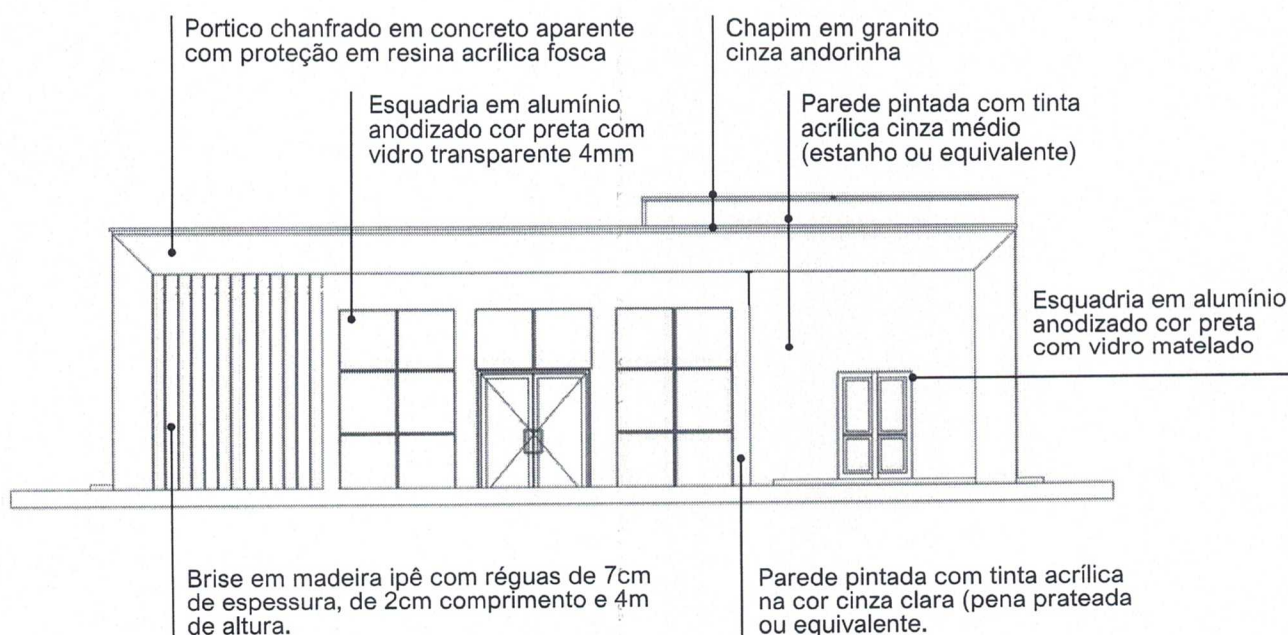 Portico chanfrado em concreto aparente
com proteção em resina acrílica fosca
Chapim em granito
cinza andorinha
Esquadria em alumínio
anodizado cor preta com
vidro transparente 4mm
Parede pintada com tinta
acrílica cinza médio
(estanho ou equivalente)
Esquadria em alumínio
anodizado cor preta
com vidro matelado
Brise em madeira ipê com réguas de 7cm
de espessura, de 2cm comprimento e 4m
de altura.
Parede pintada com tinta acrílica
na cor cinza clara (pena prateada
ou equivalente.